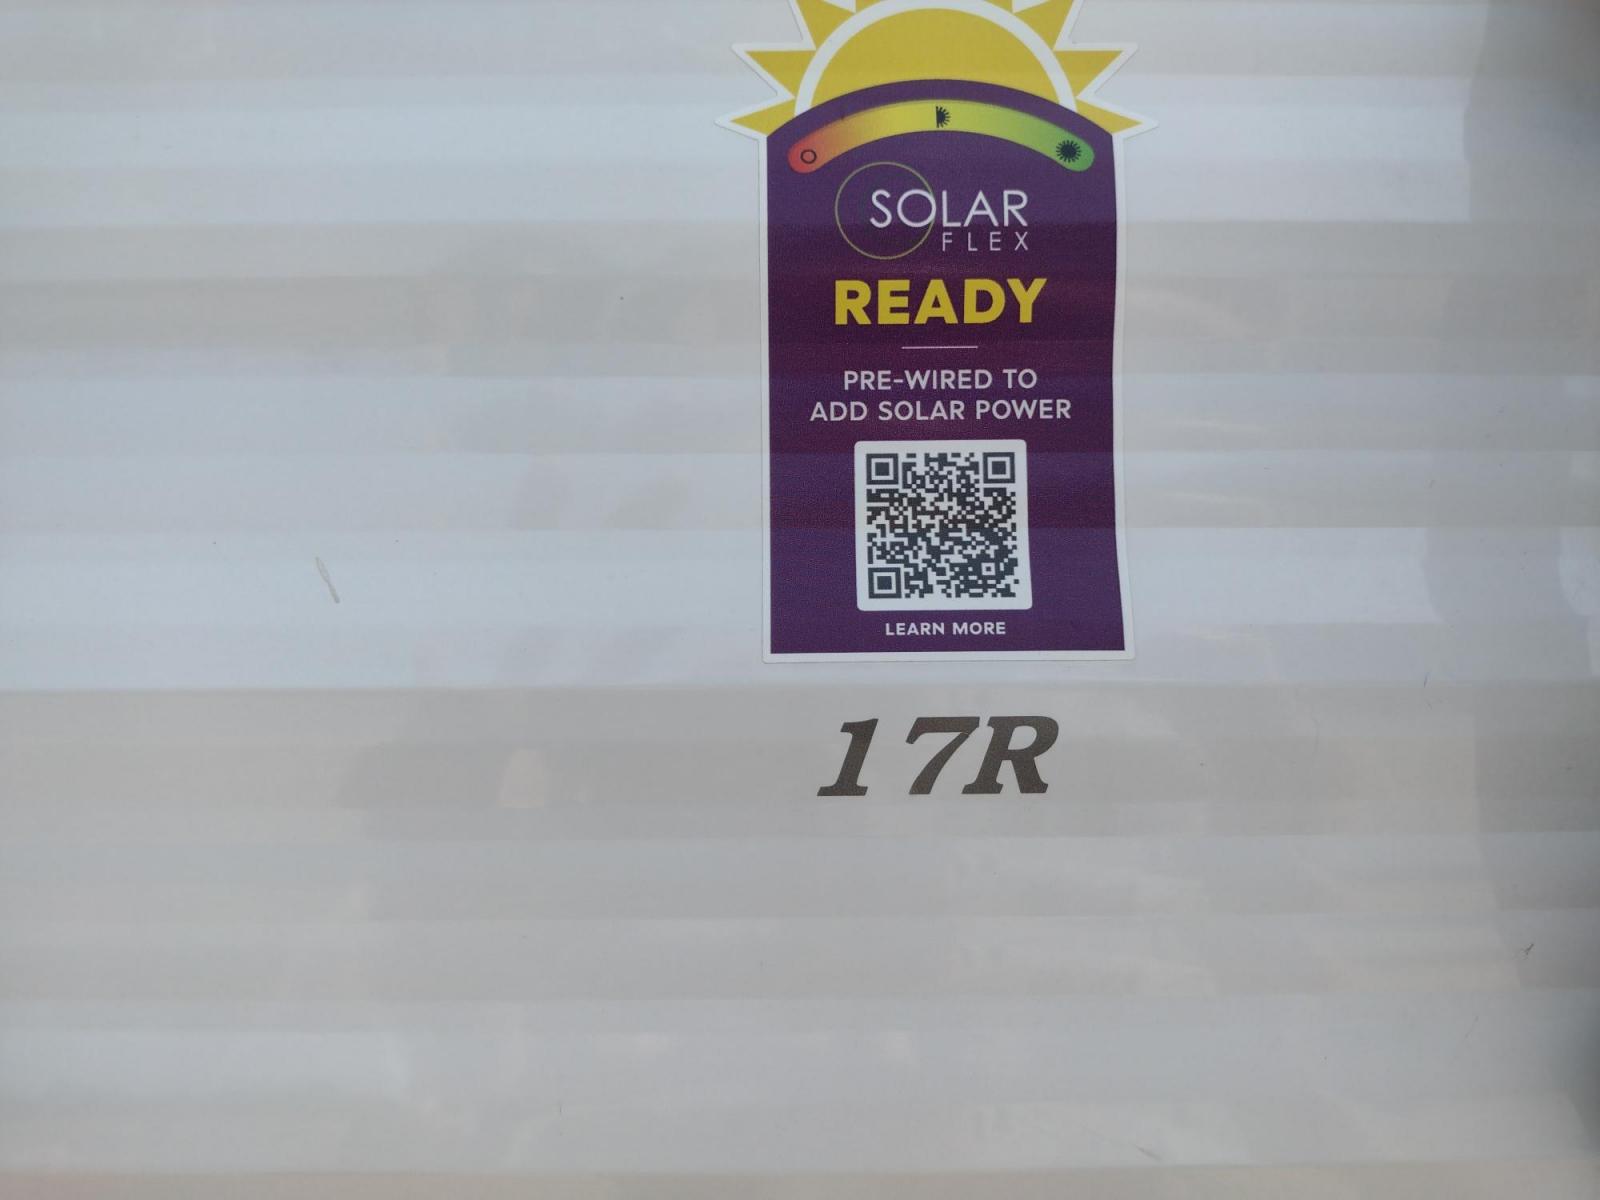 SOLAR
FLEX
READY
PRE-WIRED TO
ADD SOLAR POWER
LEARN MORE
17R